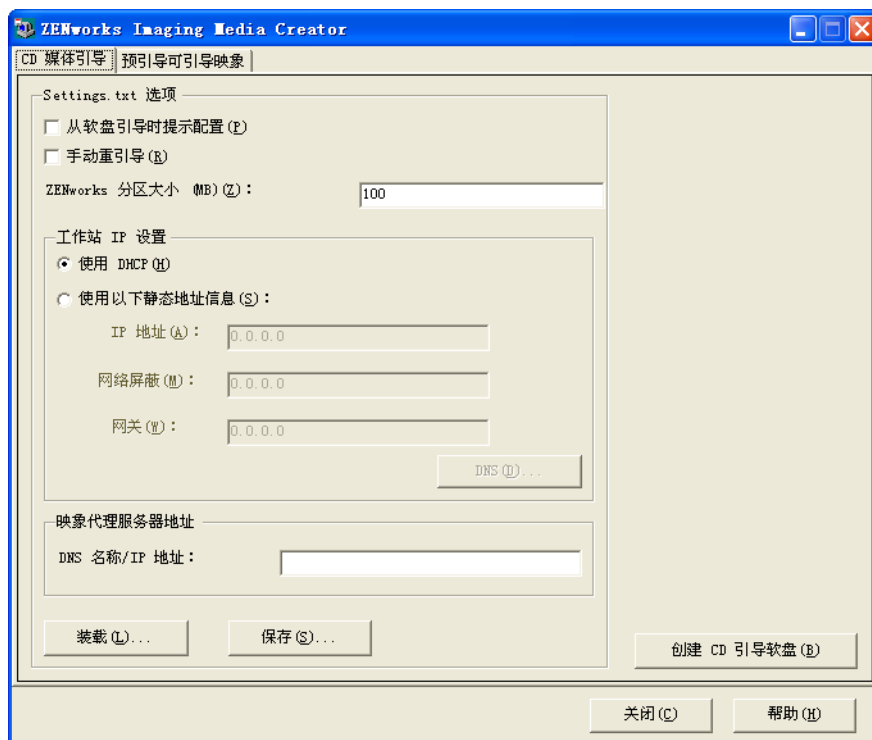 ZENworks Imaging Media Creator
CD 媒体引导 预引导可引导映象
Settings.txt 选项
从软盘引导时提示配置(P)
手动重引导(R)
ZENworks 分区大小 (MB)(Z)： 100
工作站 IP 设置
使用 DHCP(H)
使用以下静态地址信息(S)：
IP 地址(A)： 0.0.0.0
网络屏蔽(M)： 0.0.0.0
网关(W)： 0.0.0.0
DNS(D)...
映象代理服务器地址
DNS 名称/IP 地址：
装载(L)... 保存(S)...
创建 CD 引导软盘(B)
关闭(C) 帮助(H)